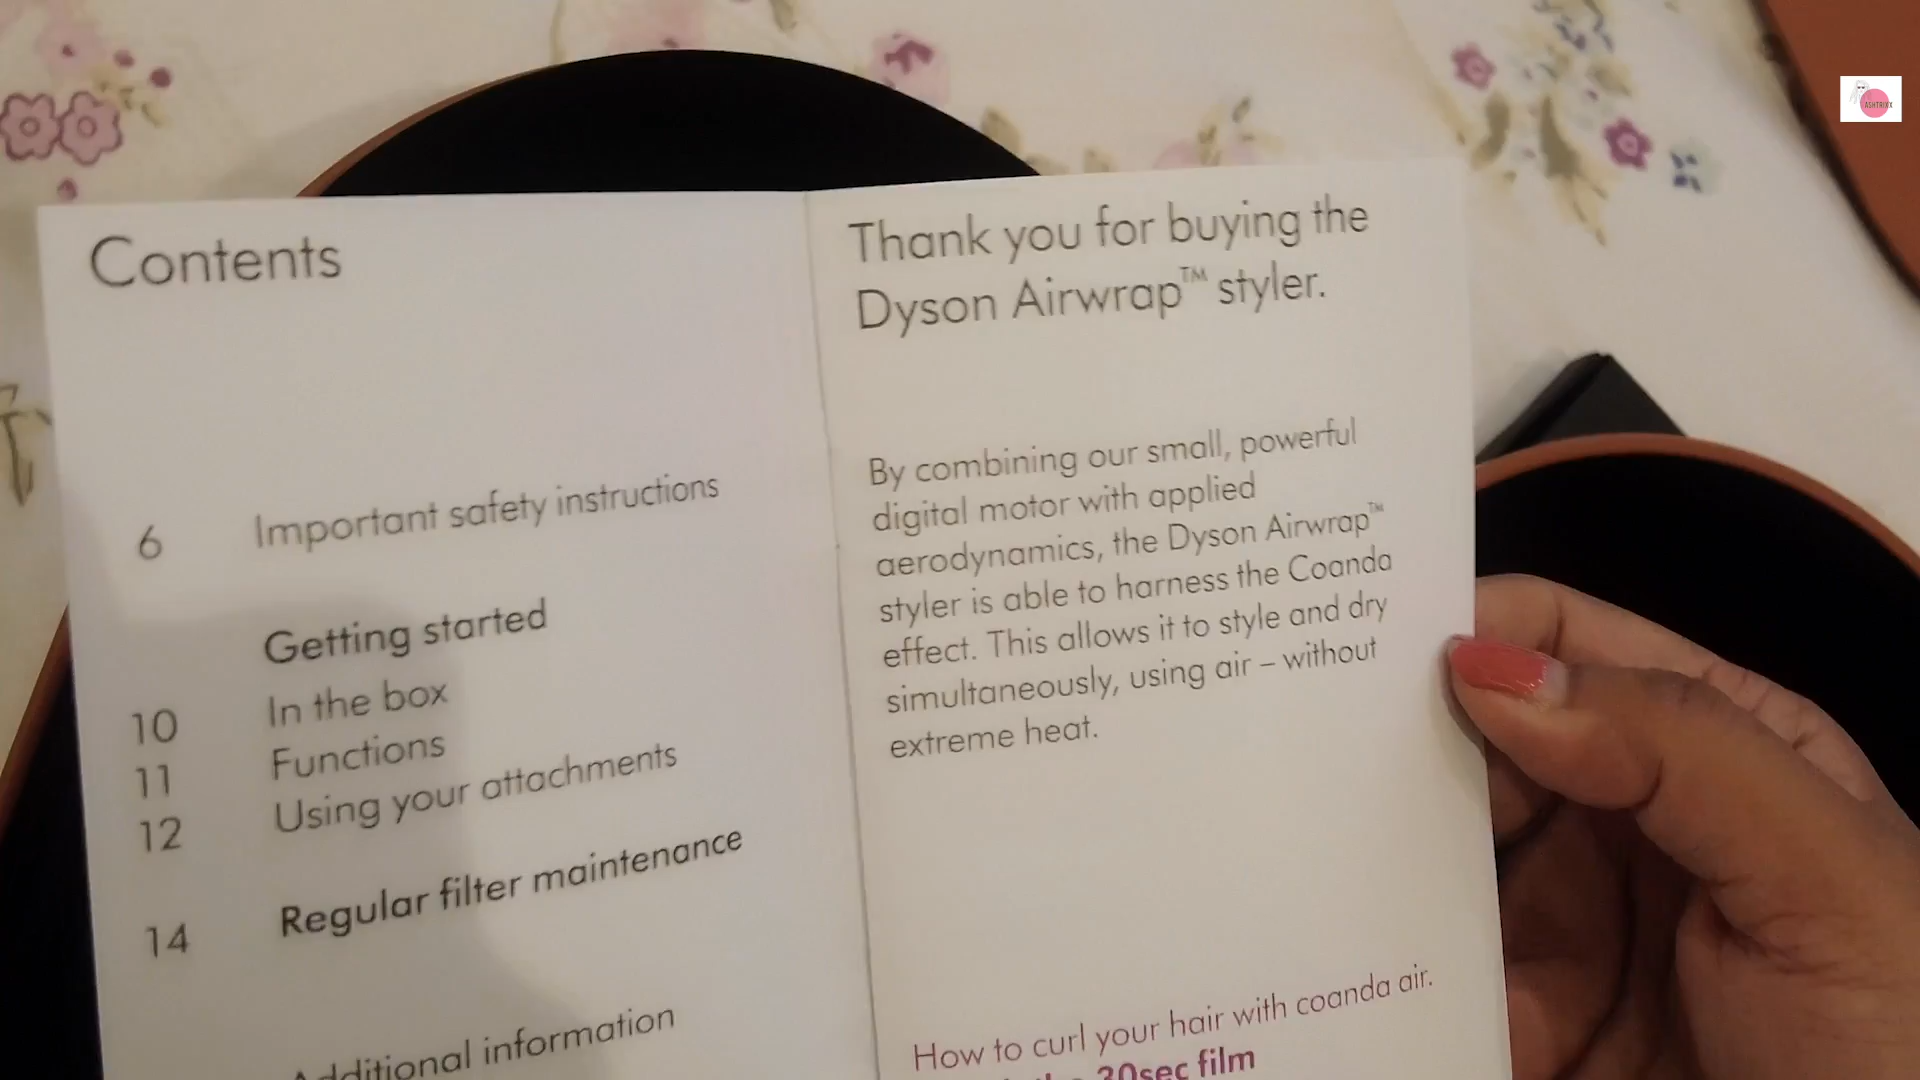 Contents
6 Important safety instructions
Getting started
10 In the box
11 Functions
12 Using your attachments
14 Regular filter maintenance
Additional information
Thank you for buying the
Dyson Airwrap™ styler.
By combining our small, powerful
digital motor with applied
aerodynamics, the Dyson Airwrap™
styler is able to harness the Coanda
effect. This allows it to style and dry
simultaneously, using air – without
extreme heat.
How to curl your hair with coanda air.
30sec film
ASHTRIXX